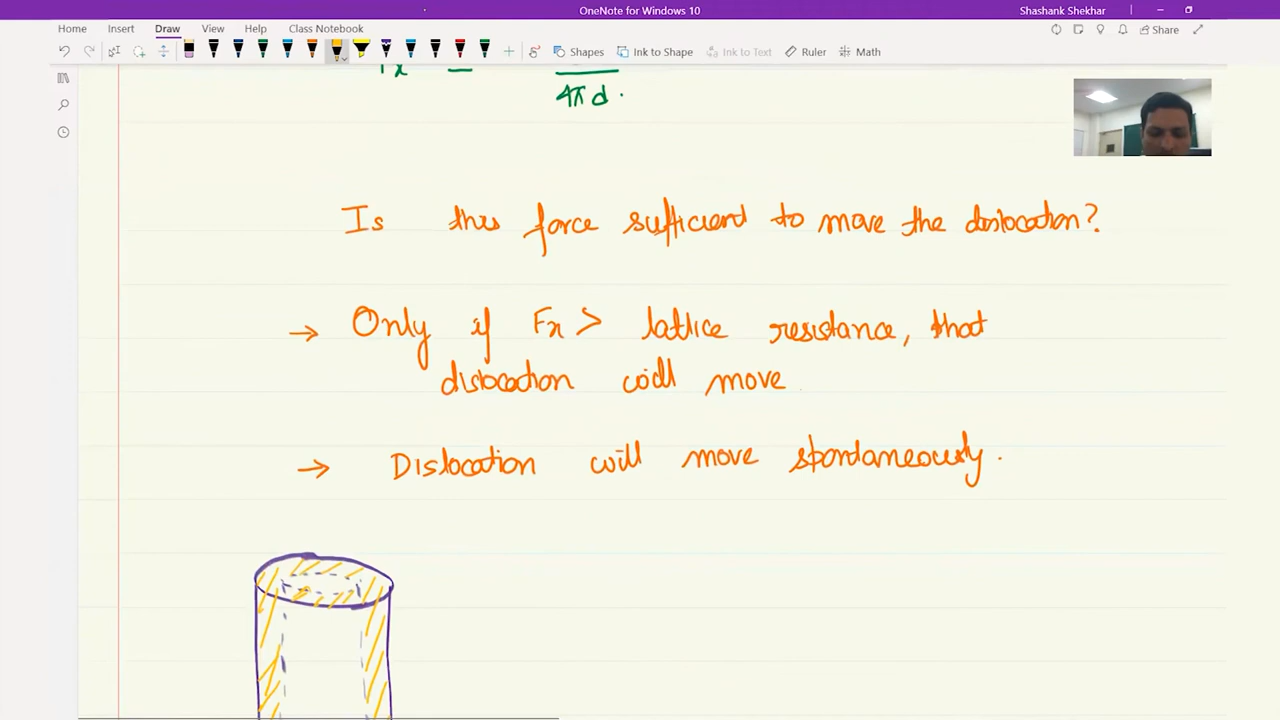 OneNote for Windows 10
Shashank Shekhar
Home Insert Draw View Help Class Notebook
Share
Shapes Ink to Shape Ink to Text Ruler Math
4πd.
Is this force sufficient to move the dislocation?
→ Only if Fx > lattice resistance, that
dislocation will move
→ Dislocation will move spontaneously.